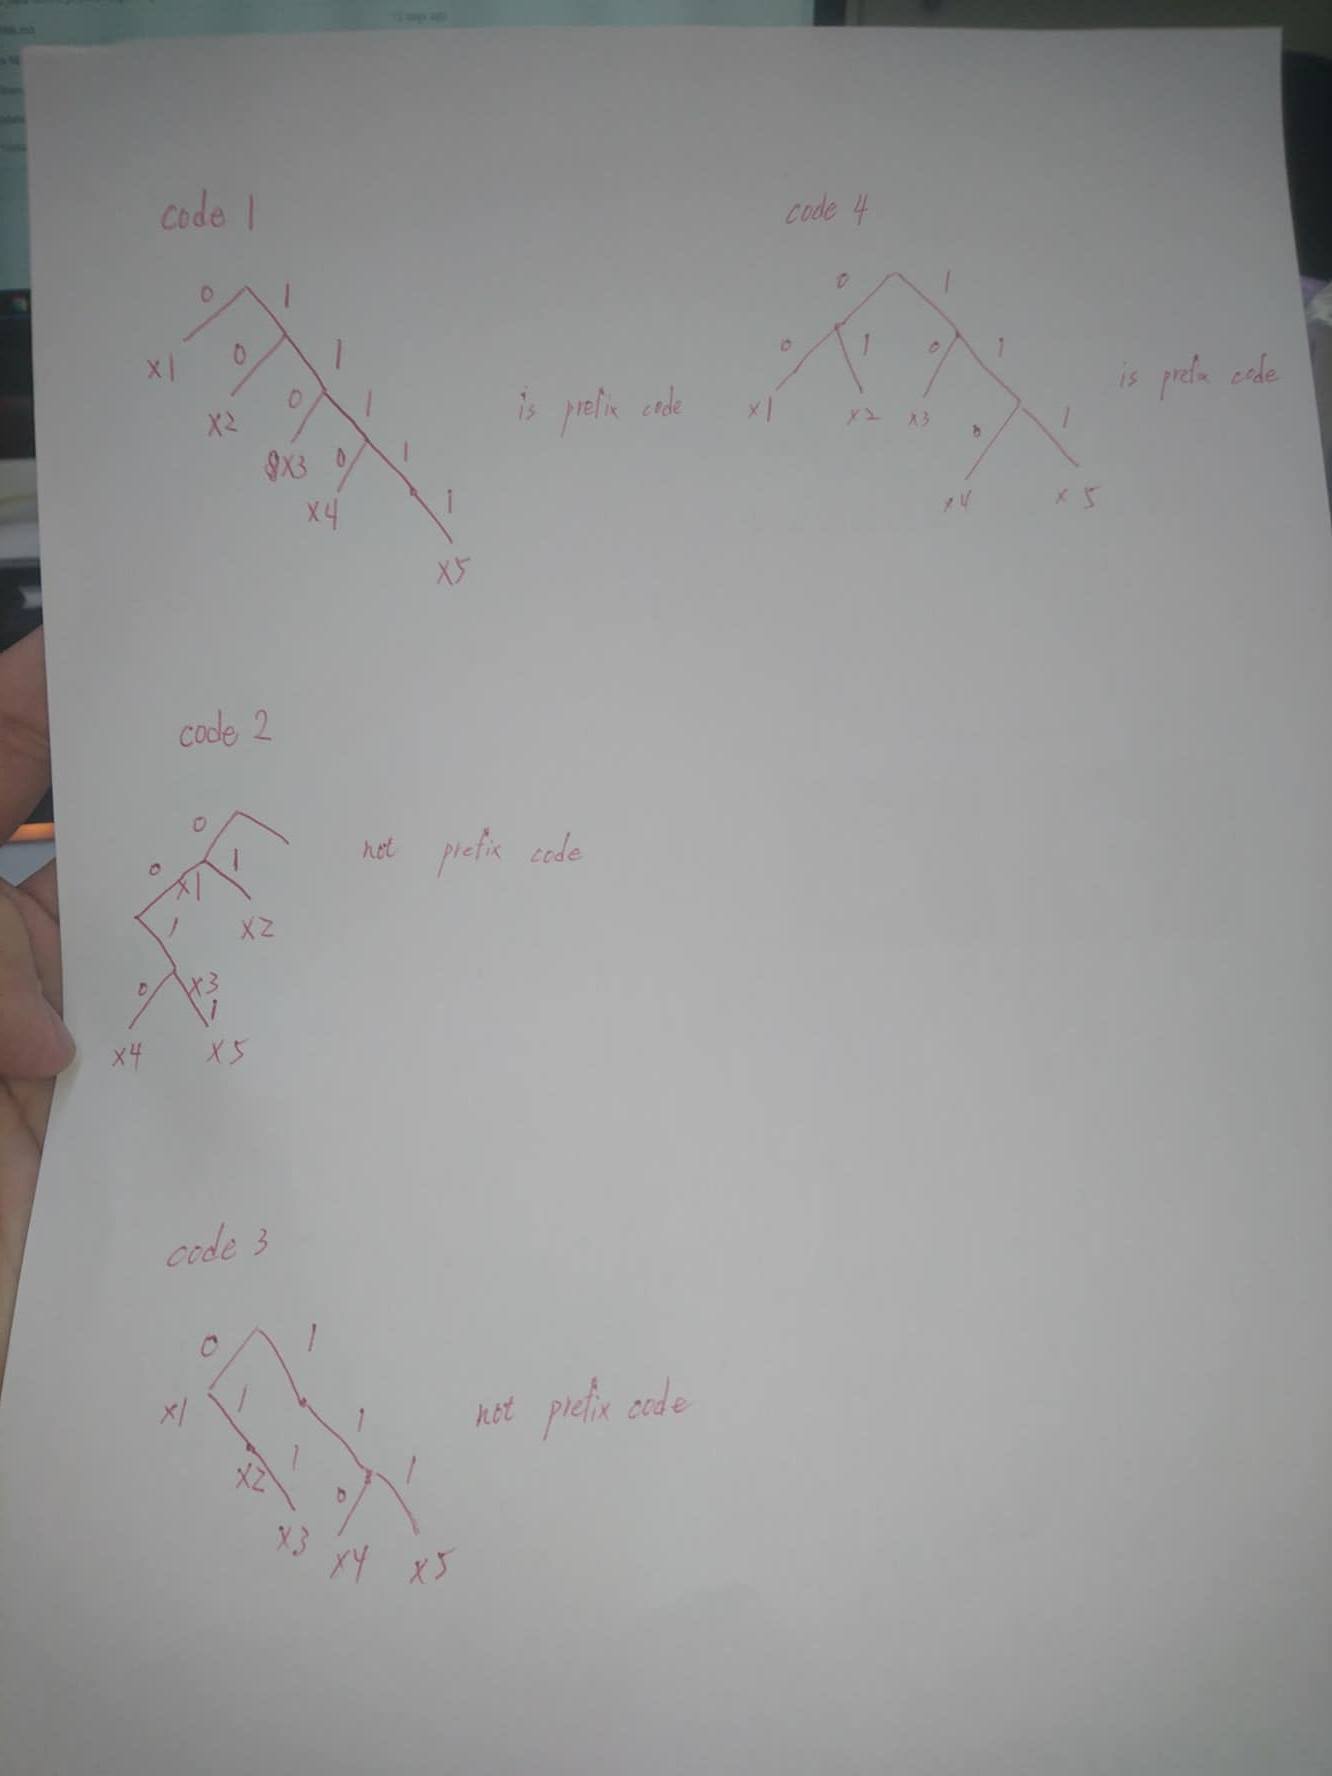 code 1
0 1
x1 0 1
x2 0 1
x3 0 1
x4 1
x5
is prefix code
code 4
0 1
0 1 0 1
x1 x2 x3 0 1
x4 x5
is prefix code
code 2
0
0 x1 1
1 x2
0 x3 1
x4 x5
not prefix code
code 3
0 1
x1 1 1
x2 1 0 1
x3 x4 x5
not prefix code